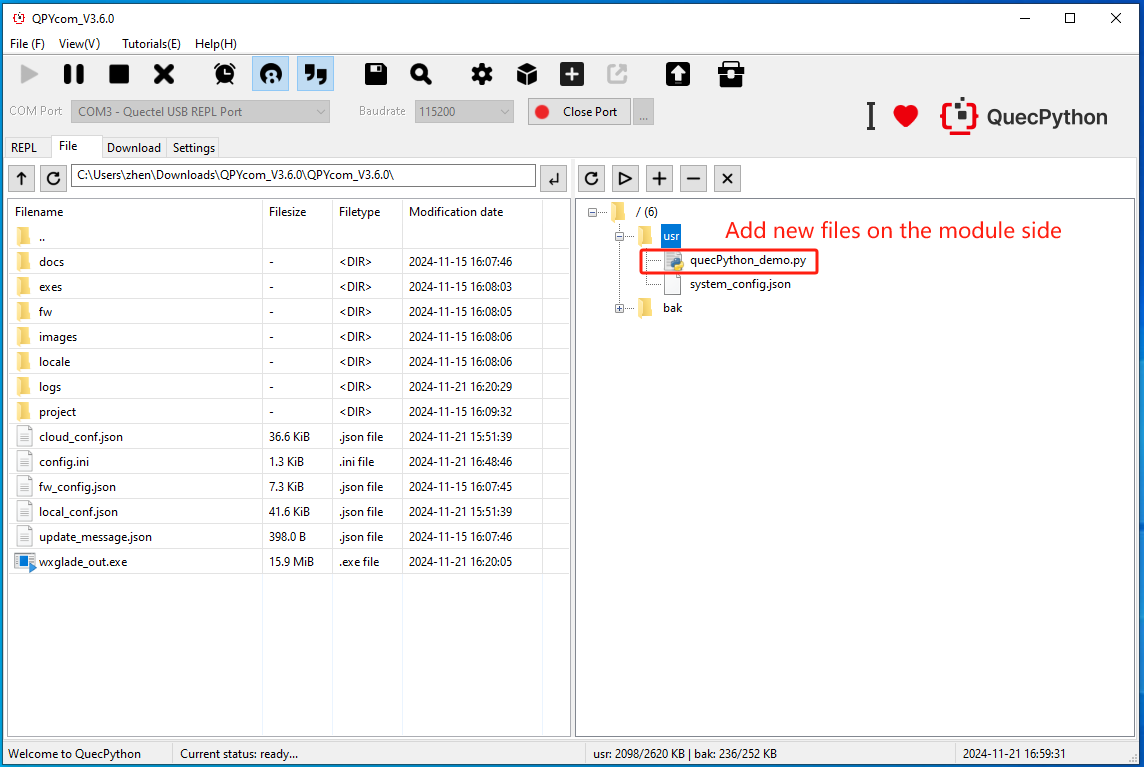 QPYcom_V3.6.0
File (F) View(V) Tutorials(E) Help(H)
COM Port COM3 - Quectel USB REPL Port Baudrate 115200 Close Port ... I QuecPython
REPL File Download Settings
C:\Users\zhen\Downloads\QPYcom_V3.6.0\QPYcom_V3.6.0\
Filename Filesize Filetype Modification date
..
docs - <DIR> 2024-11-15 16:07:46
exes - <DIR> 2024-11-15 16:08:03
fw - <DIR> 2024-11-15 16:08:05
images - <DIR> 2024-11-15 16:08:06
locale - <DIR> 2024-11-15 16:08:06
logs - <DIR> 2024-11-21 16:20:29
project - <DIR> 2024-11-15 16:09:32
cloud_conf.json 36.6 KiB .json file 2024-11-21 15:51:39
config.ini 1.3 KiB .ini file 2024-11-21 16:48:46
fw_config.json 7.3 KiB .json file 2024-11-15 16:07:45
local_conf.json 41.6 KiB .json file 2024-11-21 15:51:39
update_message.json 398.0 B .json file 2024-11-15 16:07:46
wxglade_out.exe 15.9 MiB .exe file 2024-11-21 16:20:05
/ (6)
usr
Add new files on the module side
quecPython_demo.py
system_config.json
bak
Welcome to QuecPython Current status: ready... usr: 2098/2620 KB | bak: 236/252 KB 2024-11-21 16:59:31